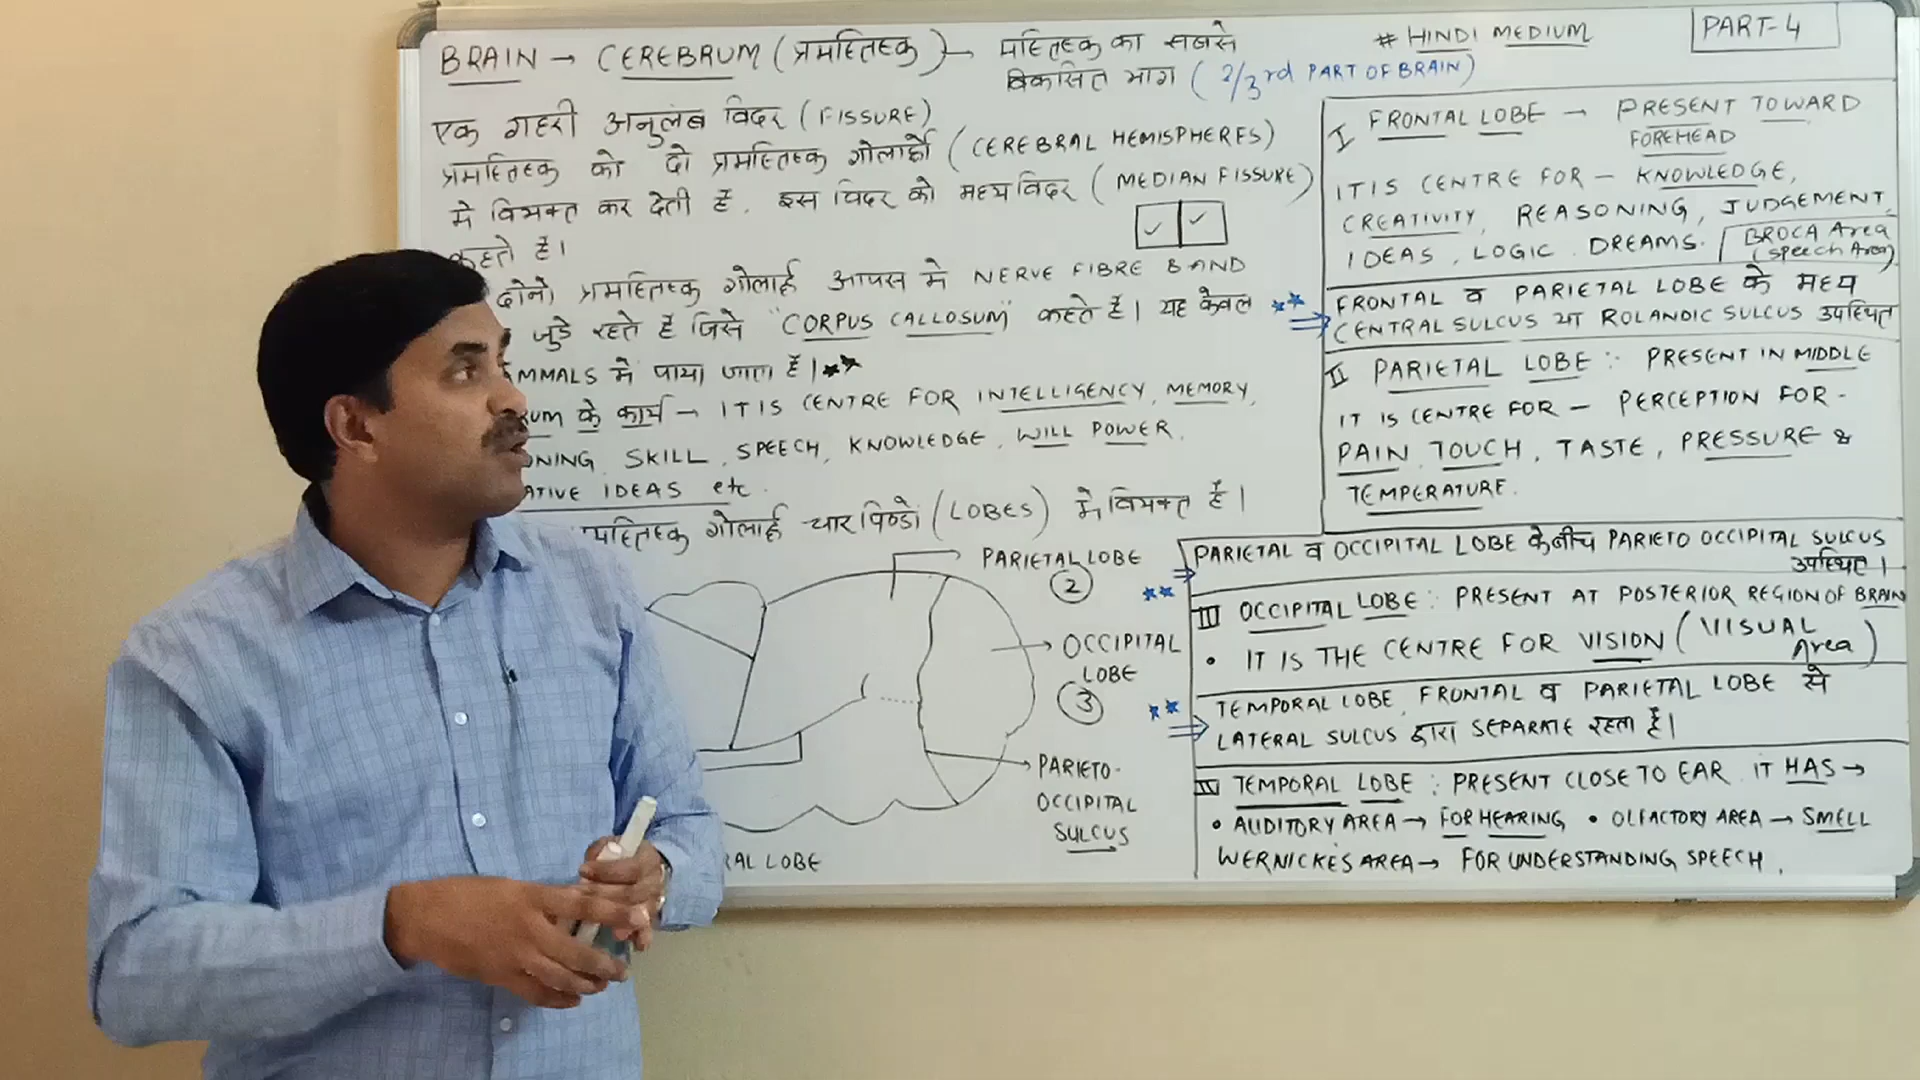 BRAIN → CEREBRUM (प्रमस्तिष्क) → मस्तिष्क का सबसे
विकसित भाग (2/3rd PART OF BRAIN)
# HINDI MEDIUM
PART-4
एक गहरी अनुलंब विदर (FISSURE)
प्रमस्तिष्क को दो प्रमस्तिष्क गोलार्द्धो (CEREBRAL HEMISPHERES)
मे विभक्त कर देती है. इस विदर को मध्य विदर (MEDIAN FISSURE)
कहते है।
दोनो प्रमस्तिष्क गोलार्द्ध आपस मे NERVE FIBRE BAND
जुडे रहते है जिसे "CORPUS CALLOSUM" कहते है। यह केवल
MMALS मे पाया जाता है। **
RUM के कार्य → IT IS CENTRE FOR INTELLIGENCY, MEMORY,
ONING, SKILL, SPEECH, KNOWLEDGE, WILL POWER.
ATIVE IDEAS etc.
मस्तिष्क गोलार्द्ध चार पिण्डो (LOBES) मे विभक्त है।
PARIETAL LOBE
2
OCCIPITAL
LOBE
3
PARIETO-
OCCIPITAL
SULCUS
RAL LOBE
I FRONTAL LOBE → PRESENT TOWARD
FOREHEAD
IT IS CENTRE FOR – KNOWLEDGE,
CREATIVITY, REASONING, JUDGEMENT,
IDEAS, LOGIC. DREAMS.
BROCA Area
(speech Area)
** ⇒ FRONTAL व PARIETAL LOBE के मध्य
CENTRAL SULCUS या ROLANDIC SULCUS उपस्थित
II PARIETAL LOBE : PRESENT IN MIDDLE
IT IS CENTRE FOR – PERCEPTION FOR -
PAIN, TOUCH, TASTE, PRESSURE &
TEMPERATURE.
** ⇒ PARIETAL व OCCIPITAL LOBE के बीच PARIETO OCCIPITAL SULCUS
उपस्थित।
III OCCIPITAL LOBE : PRESENT AT POSTERIOR REGION OF BRAIN
• IT IS THE CENTRE FOR VISION (VISUAL
Area)
** ⇒ TEMPORAL LOBE, FRONTAL व PARIETAL LOBE से
LATERAL SULCUS द्वारा SEPARATE रहता है।
IV TEMPORAL LOBE : PRESENT CLOSE TO EAR. IT HAS →
• AUDITORY AREA → FOR HEARING • OLFACTORY AREA → SMELL
WERNICKE'S AREA → FOR UNDERSTANDING SPEECH.